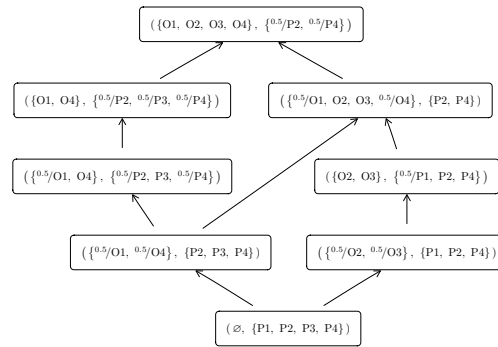 ({O1, O2, O3, O4}, {0.5/P2, 0.5/P4})
({O1, O4}, {0.5/P2, 0.5/P3, 0.5/P4})
({0.5/O1, O2, O3, 0.5/O4}, {P2, P4})
({0.5/O1, O4}, {0.5/P2, P3, 0.5/P4})
({O2, O3}, {0.5/P1, P2, P4})
({0.5/O1, 0.5/O4}, {P2, P3, P4})
({0.5/O2, 0.5/O3}, {P1, P2, P4})
(∅, {P1, P2, P3, P4})